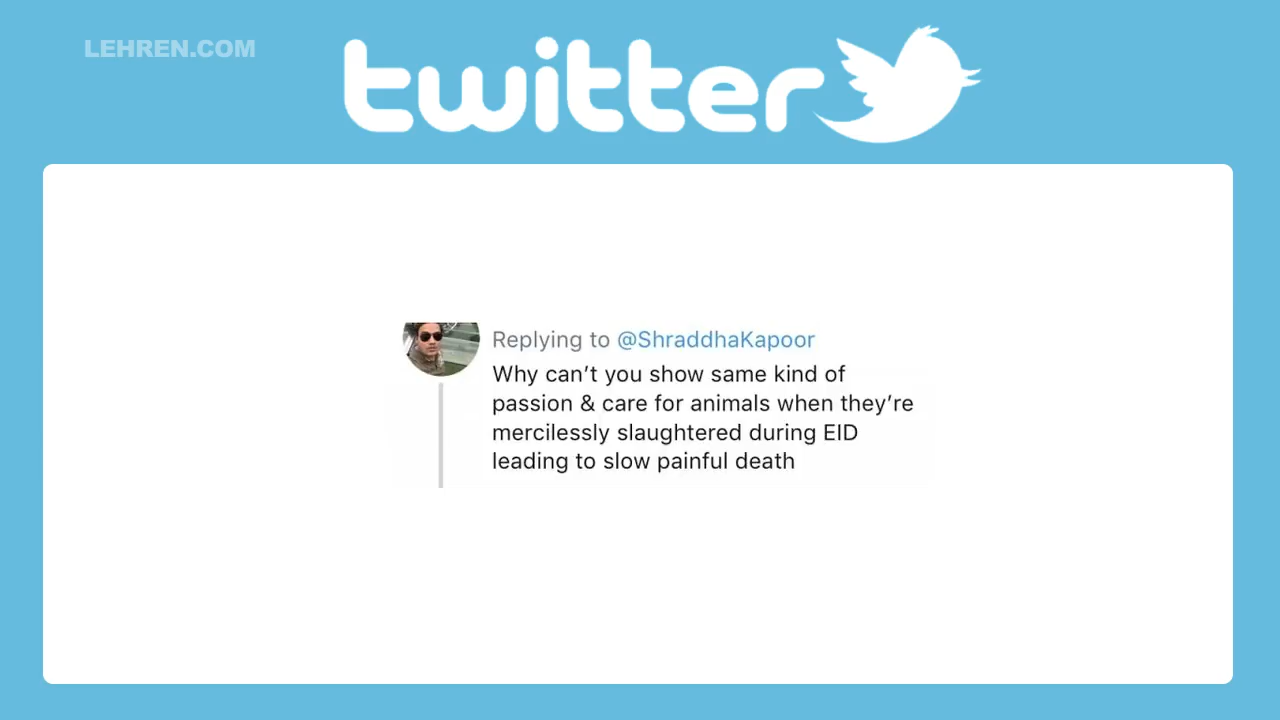 LEHREN.COM
twitter
Replying to @ShraddhaKapoor
Why can't you show same kind of
passion & care for animals when they're
mercilessly slaughtered during EID
leading to slow painful death